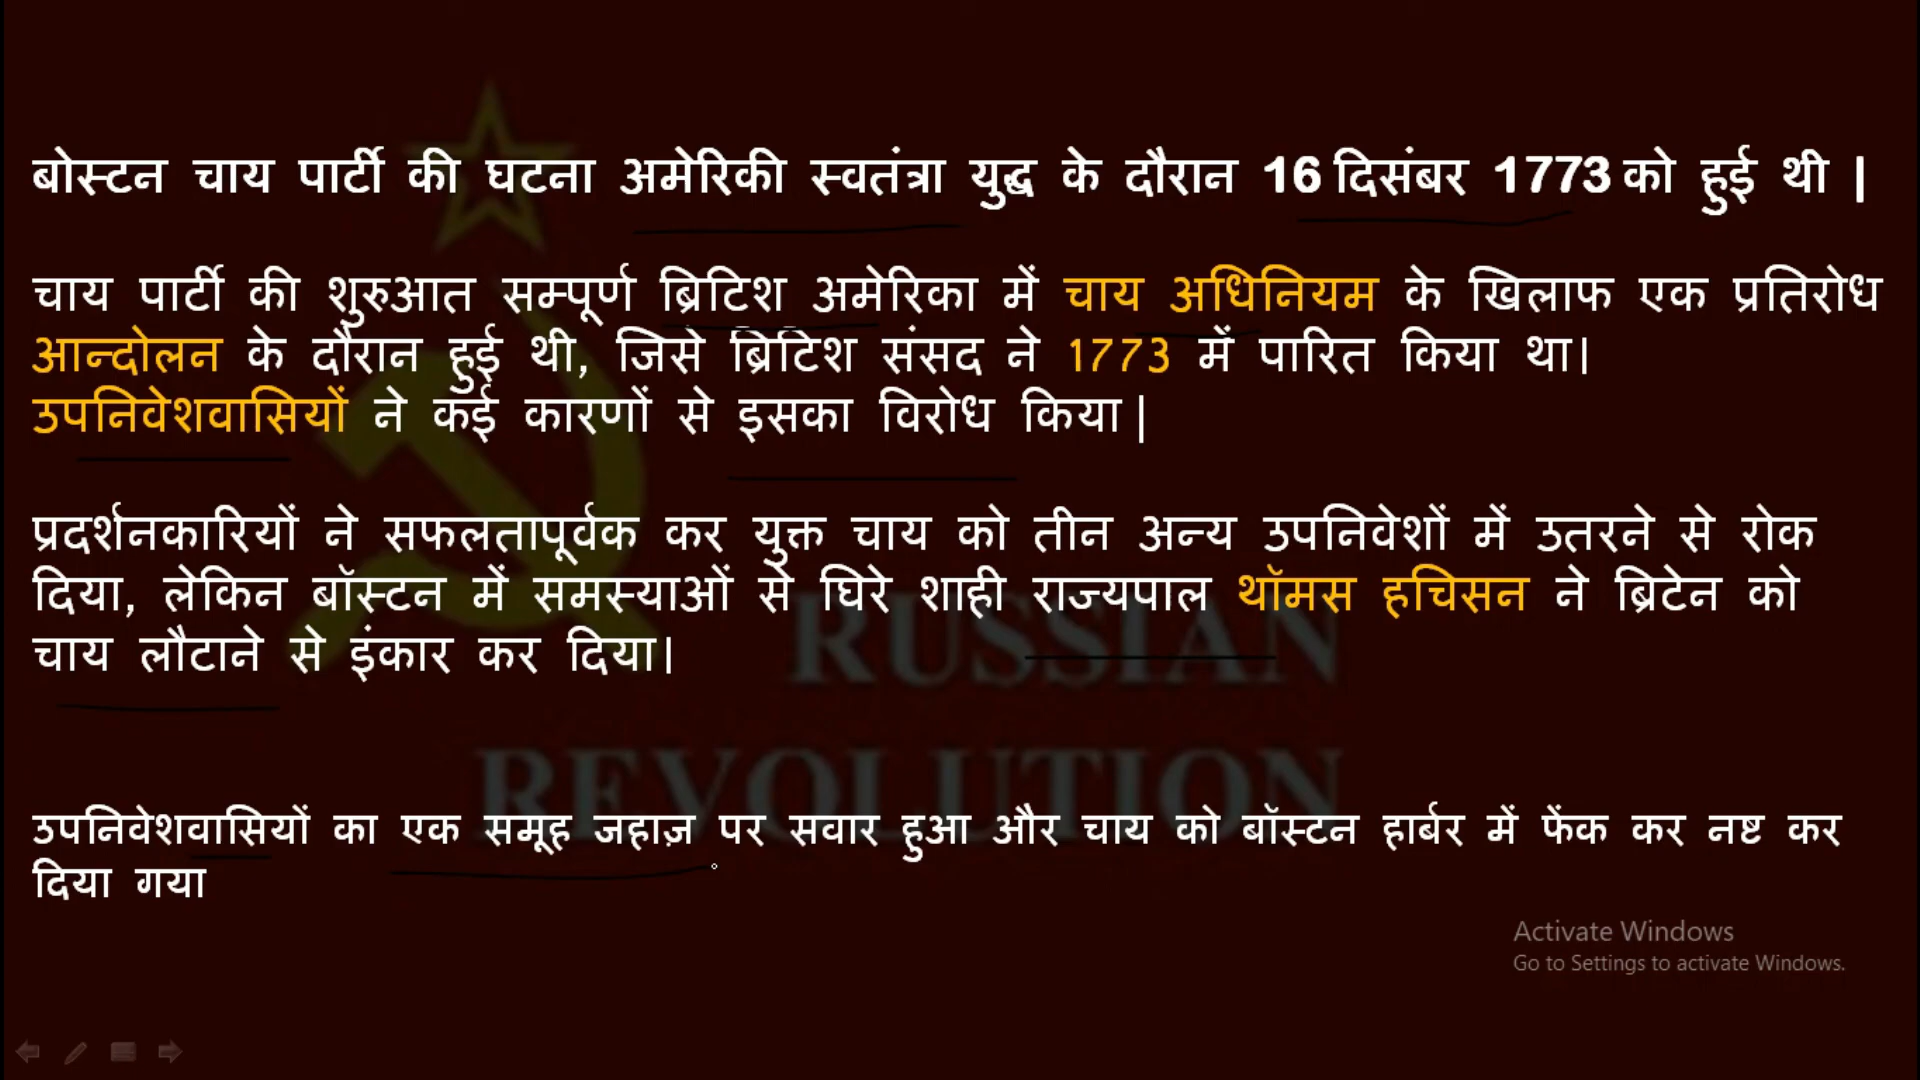 बोस्टन चाय पार्टी की घटना अमेरिकी स्वतंत्रा युद्ध के दौरान 16 दिसंबर 1773 को हुई थी |
चाय पार्टी की शुरुआत सम्पूर्ण ब्रिटिश अमेरिका में चाय अधिनियम के खिलाफ एक प्रतिरोध
आन्दोलन के दौरान हुई थी, जिसे ब्रिटिश संसद ने 1773 में पारित किया था।
उपनिवेशवासियों ने कई कारणों से इसका विरोध किया |
प्रदर्शनकारियों ने सफलतापूर्वक कर युक्त चाय को तीन अन्य उपनिवेशों में उतरने से रोक
दिया, लेकिन बॉस्टन में समस्याओं से घिरे शाही राज्यपाल थॉमस हचिसन ने ब्रिटेन को
चाय लौटाने से इंकार कर दिया।
RUSSIAN
REVOLUTION
उपनिवेशवासियों का एक समूह जहाज़ पर सवार हुआ और चाय को बॉस्टन हार्बर में फेंक कर नष्ट कर
दिया गया
Activate Windows
Go to Settings to activate Windows.